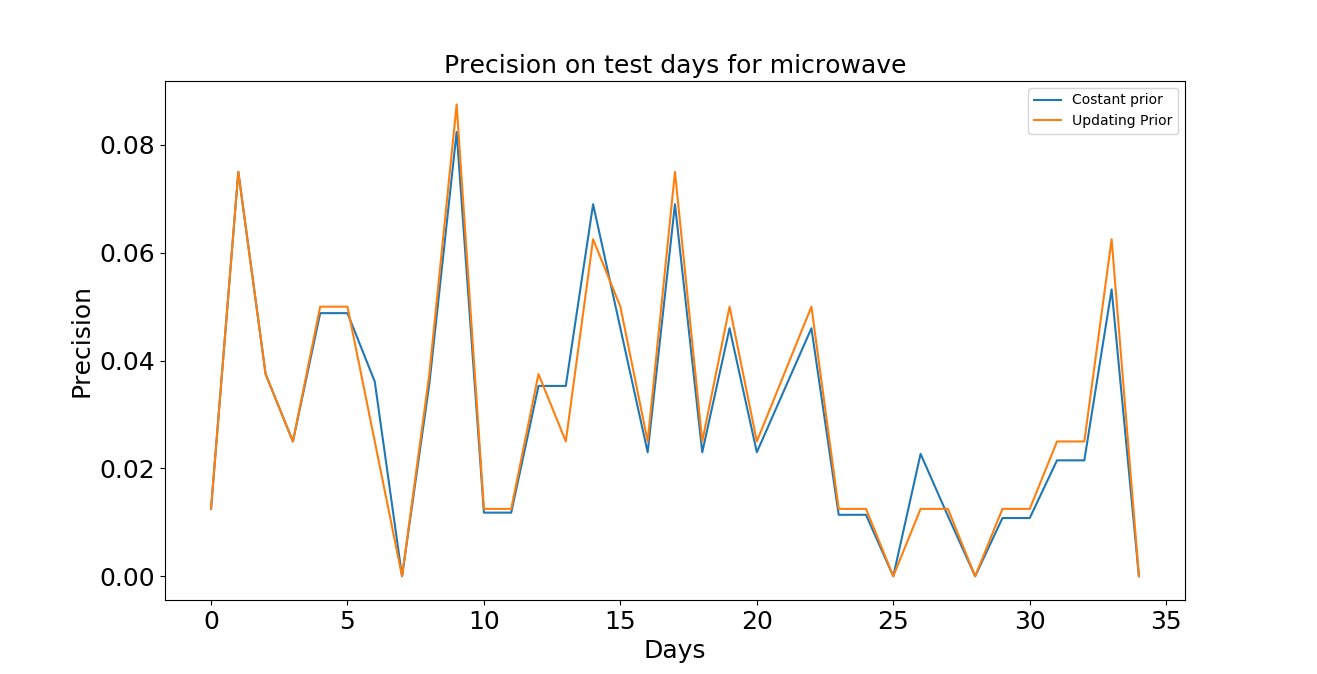 Precision on test days for microwave
Costant prior
Updating Prior
Precision
0.08
0.06
0.04
0.02
0.00
0 5 10 15 20 25 30 35
Days